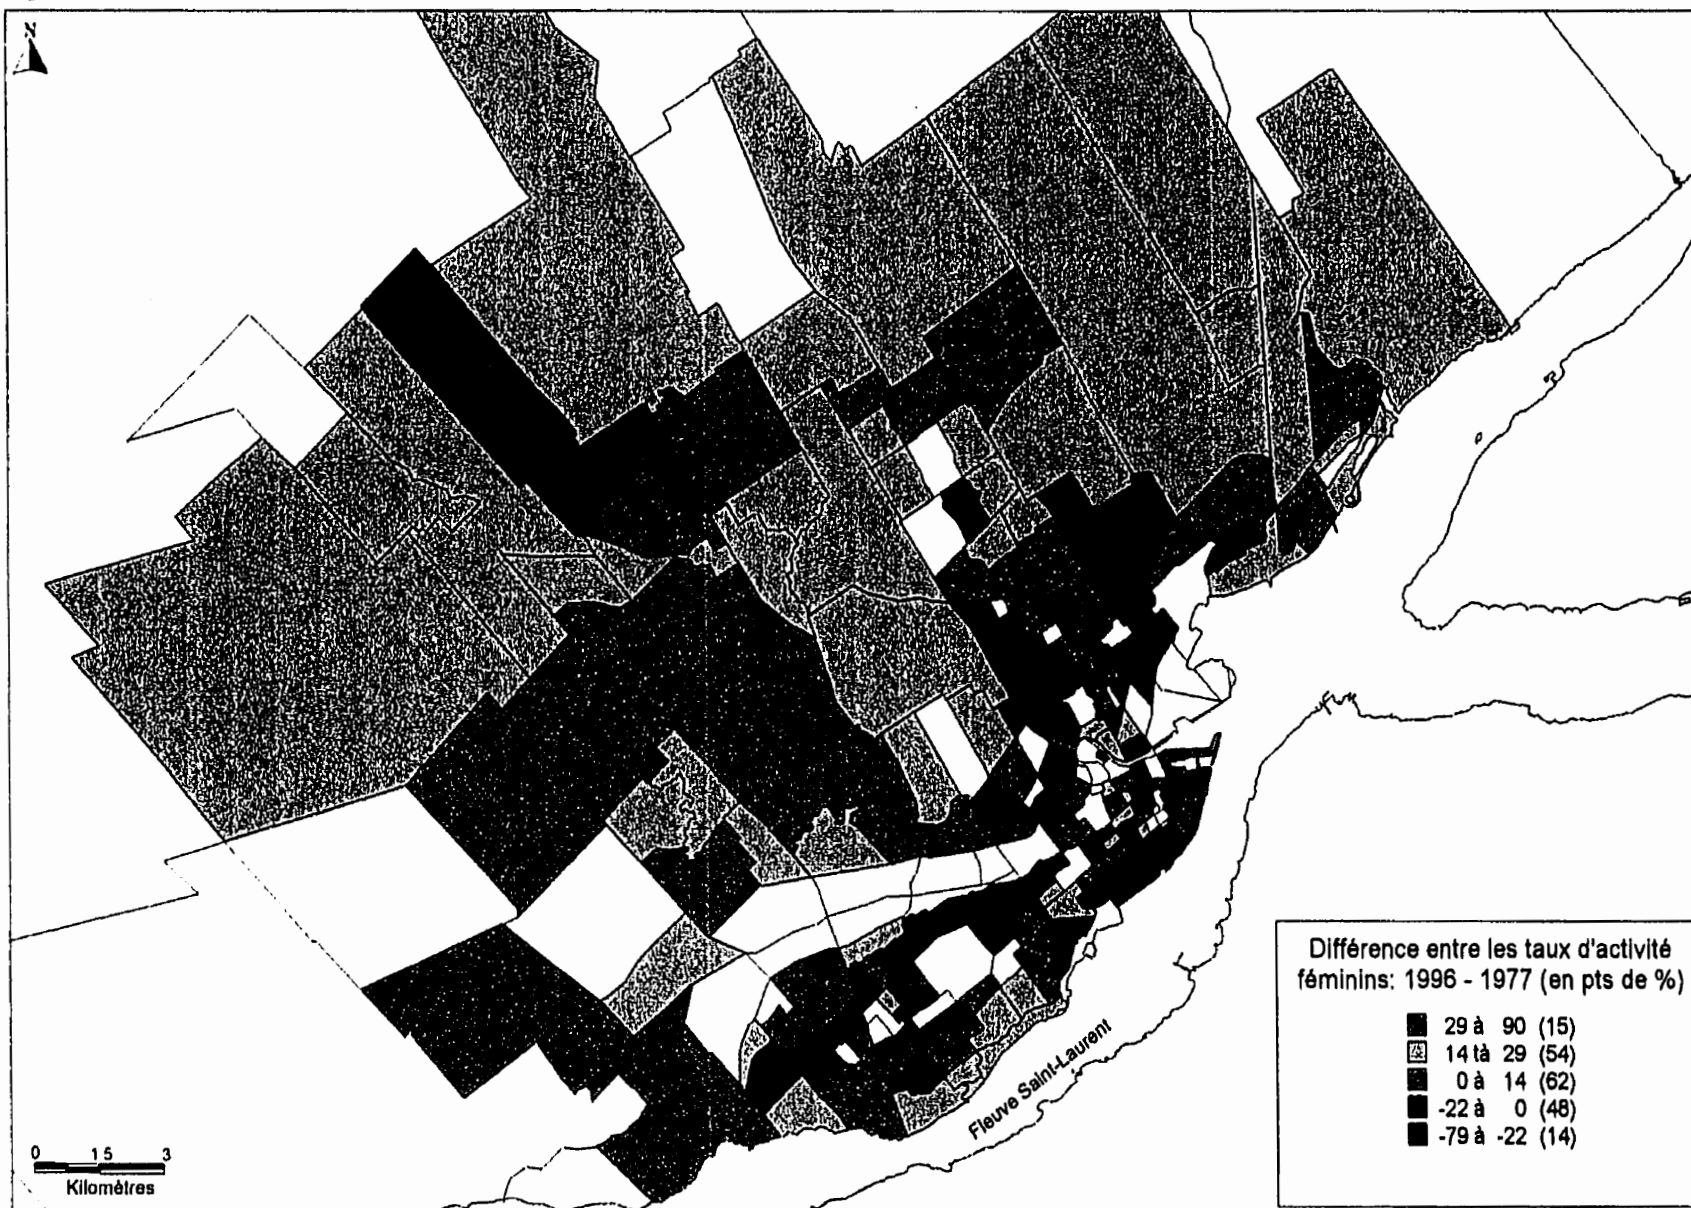 N
Fleuve Saint-Laurent
Différence entre les taux d'activité
féminins: 1996 - 1977 (en pts de %)
29 à 90 (15)
14 tà 29 (54)
0 à 14 (62)
-22 à 0 (48)
-79 à -22 (14)
0 1 5 3
Kilomètres